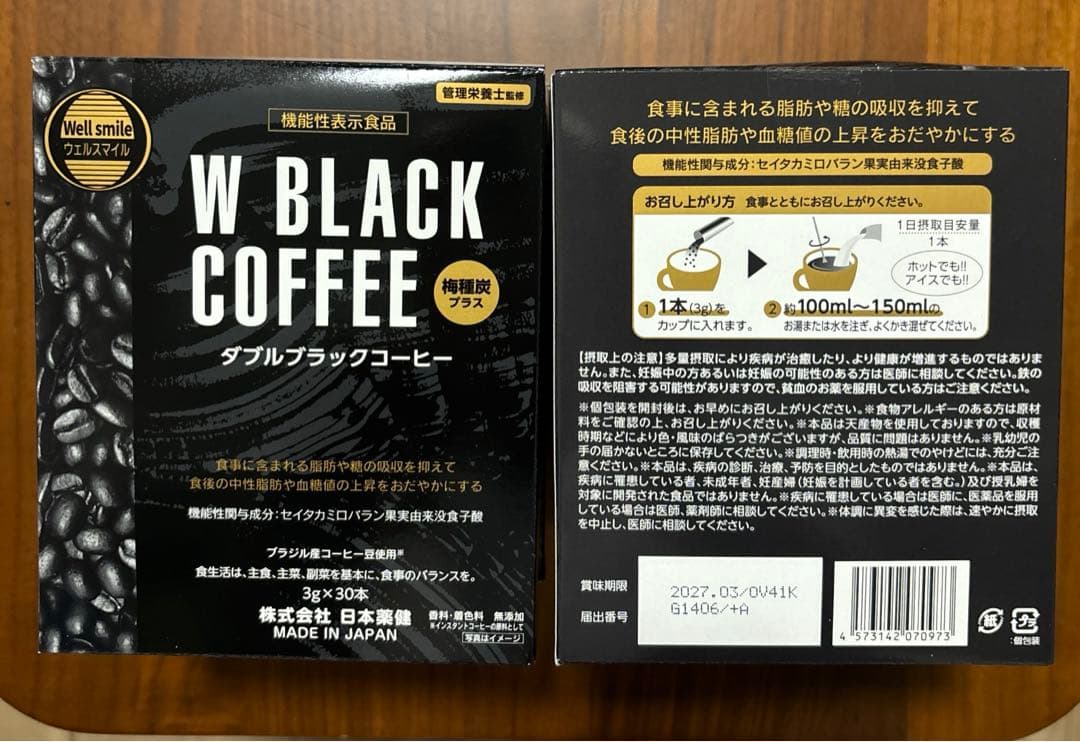 管理栄養士監修
Well smile
ウェルスマイル
機能性表示食品
W BLACK
COFFEE
梅種炭
プラス
ダブルブラックコーヒー
食事に含まれる脂肪や糖の吸収を抑えて
食後の中性脂肪や血糖値の上昇をおだやかにする
機能性関与成分:セイタカミロバラン果実由来没食子酸
ブラジル産コーヒー豆使用※
食生活は、主食、主菜、副菜を基本に、食事のバランスを。
3g×30本
株式会社 日本薬健
MADE IN JAPAN
香料・着色料 無添加
※インスタントコーヒーの原料として
写真はイメージ
食事に含まれる脂肪や糖の吸収を抑えて
食後の中性脂肪や血糖値の上昇をおだやかにする
機能性関与成分:セイタカミロバラン果実由来没食子酸
お召し上がり方 食事とともにお召し上がりください。
1日摂取目安量
1本
ホットでも!!
アイスでも!!
1 1本(3g)を
カップに入れます。
2 約100ml〜150mlの
お湯または水を注ぎ、よくかき混ぜてください。
【摂取上の注意】多量摂取により疾病が治癒したり、より健康が増進するものではありま
せん。また、妊娠中の方あるいは妊娠の可能性のある方は医師に相談してください。鉄の
の吸収を阻害する可能性がありますので、貧血のお薬を服用している方はご注意ください。
※個包装を開封後は、お早めにお召し上がりください。※食物アレルギーのある方は原材
料をご確認の上、お召し上がりください。※本品は天産物を使用しておりますので、収穫
時期などにより色・風味のばらつきがございますが、品質に問題はありません。※乳幼児の
手の届かないところに保存してください。※調理時・飲用時の熱湯でのやけどには、充分ご注
意ください。※本品は、疾病の診断、治療、予防を目的としたものではありません。※本品は、
疾病に罹患している者、未成年者、妊産婦(妊娠を計画している者を含む。)及び授乳婦を
対象に開発された食品ではありません。※疾病に罹患している場合は医師に、医薬品を服用
している場合は医師、薬剤師に相談してください。※体調に異変を感じた際は、速やかに摂取
を中止し、医師に相談してください。
賞味期限
2027.03/0V41K
届出番号
G1406/+A
4573142070973
紙
プラ
:個包装